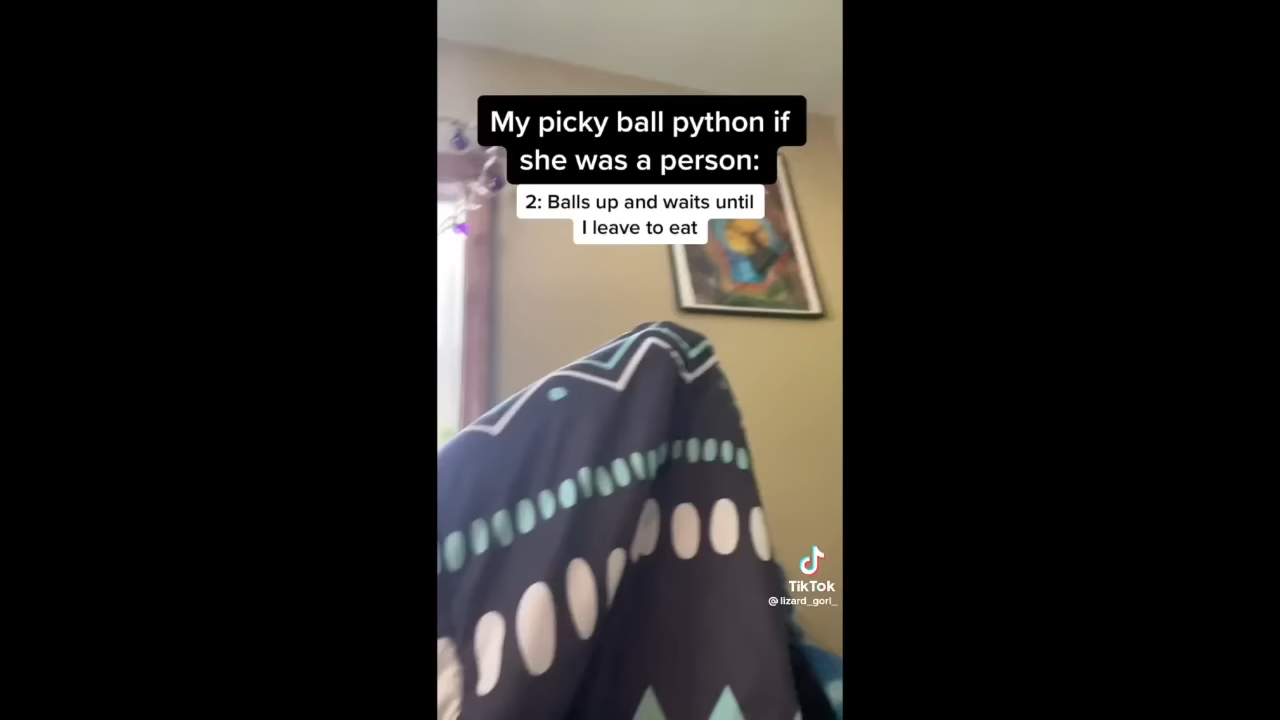 My picky ball python if
she was a person:
2: Balls up and waits until
I leave to eat
TikTok
@lizard_gorl_